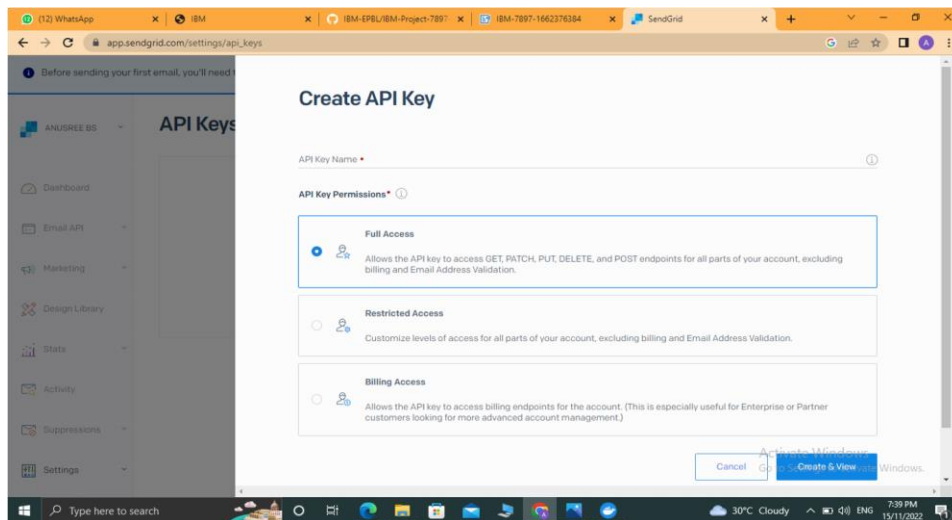 (12) WhatsApp
IBM
IBM-EPBL/IBM-Project-7897
IBM-7897-1662376384
SendGrid
app.sendgrid.com/settings/api_keys
Before sending your first email, you'll need
ANUSREE BS
API Keys
Dashboard
Email API
Marketing
Design Library
Stats
Activity
Suppressions
Settings
Create API Key
API Key Name •
API Key Permissions*
Full Access
Allows the API key to access GET, PATCH, PUT, DELETE, and POST endpoints for all parts of your account, excluding
billing and Email Address Validation.
Restricted Access
Customize levels of access for all parts of your account, excluding billing and Email Address Validation.
Billing Access
Allows the API key to access billing endpoints for the account. (This is especially useful for Enterprise or Partner
customers looking for more advanced account management.)
Cancel
Create & View
Activate Windows
Go to Settings to activate Windows.
Type here to search
30°C Cloudy
ENG
7:39 PM
15/11/2022